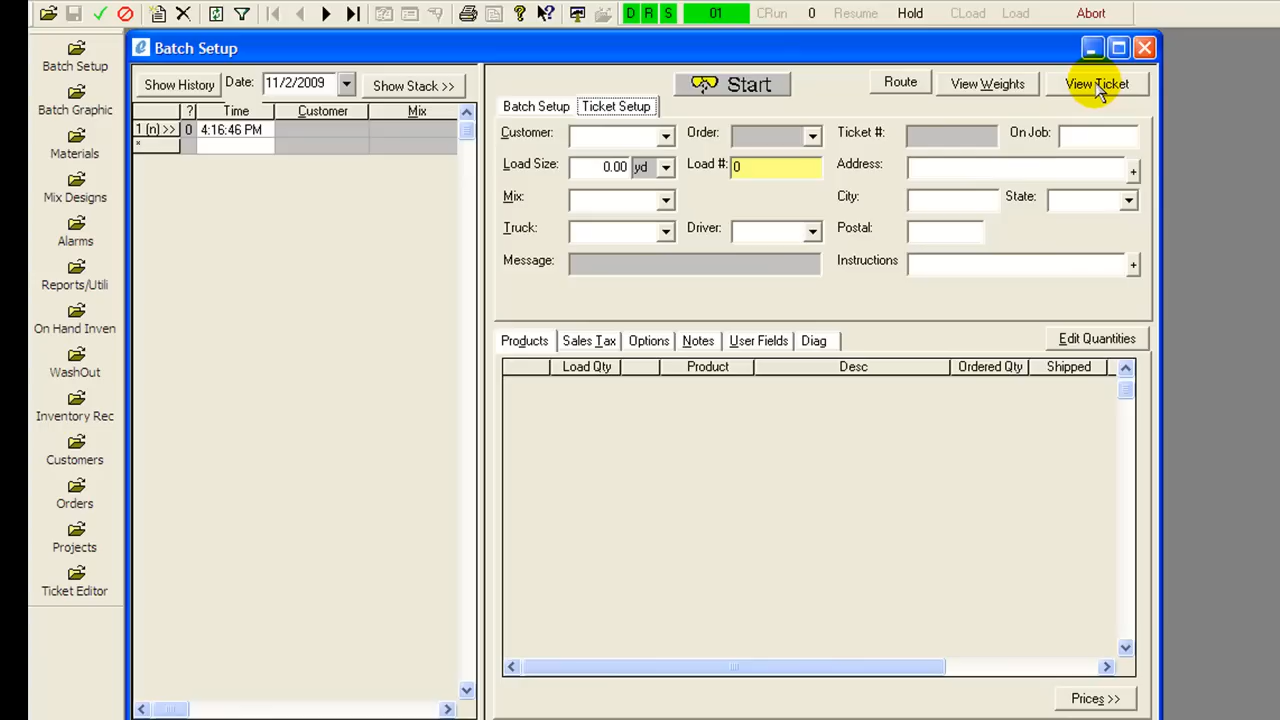 D R S 01 CRun 0 Resume Hold CLoad Load Abort
Batch Setup
Batch Graphic
Materials
Mix Designs
Alarms
Reports/Utili
On Hand Inven
WashOut
Inventory Rec
Customers
Orders
Projects
Ticket Editor
Batch Setup
Show History Date: 11/2/2009 Show Stack >>
? Time Customer Mix
1 (n) >> 0 4:16:46 PM
*
Start Route View Weights View Ticket
Batch Setup Ticket Setup
Customer: Order: Ticket #: On Job:
Load Size: 0.00 yd Load #: 0 Address: +
Mix: City: State:
Truck: Driver: Postal:
Message: Instructions +
Products Sales Tax Options Notes User Fields Diag Edit Quantities
Load Qty Product Desc Ordered Qty Shipped
Prices >>